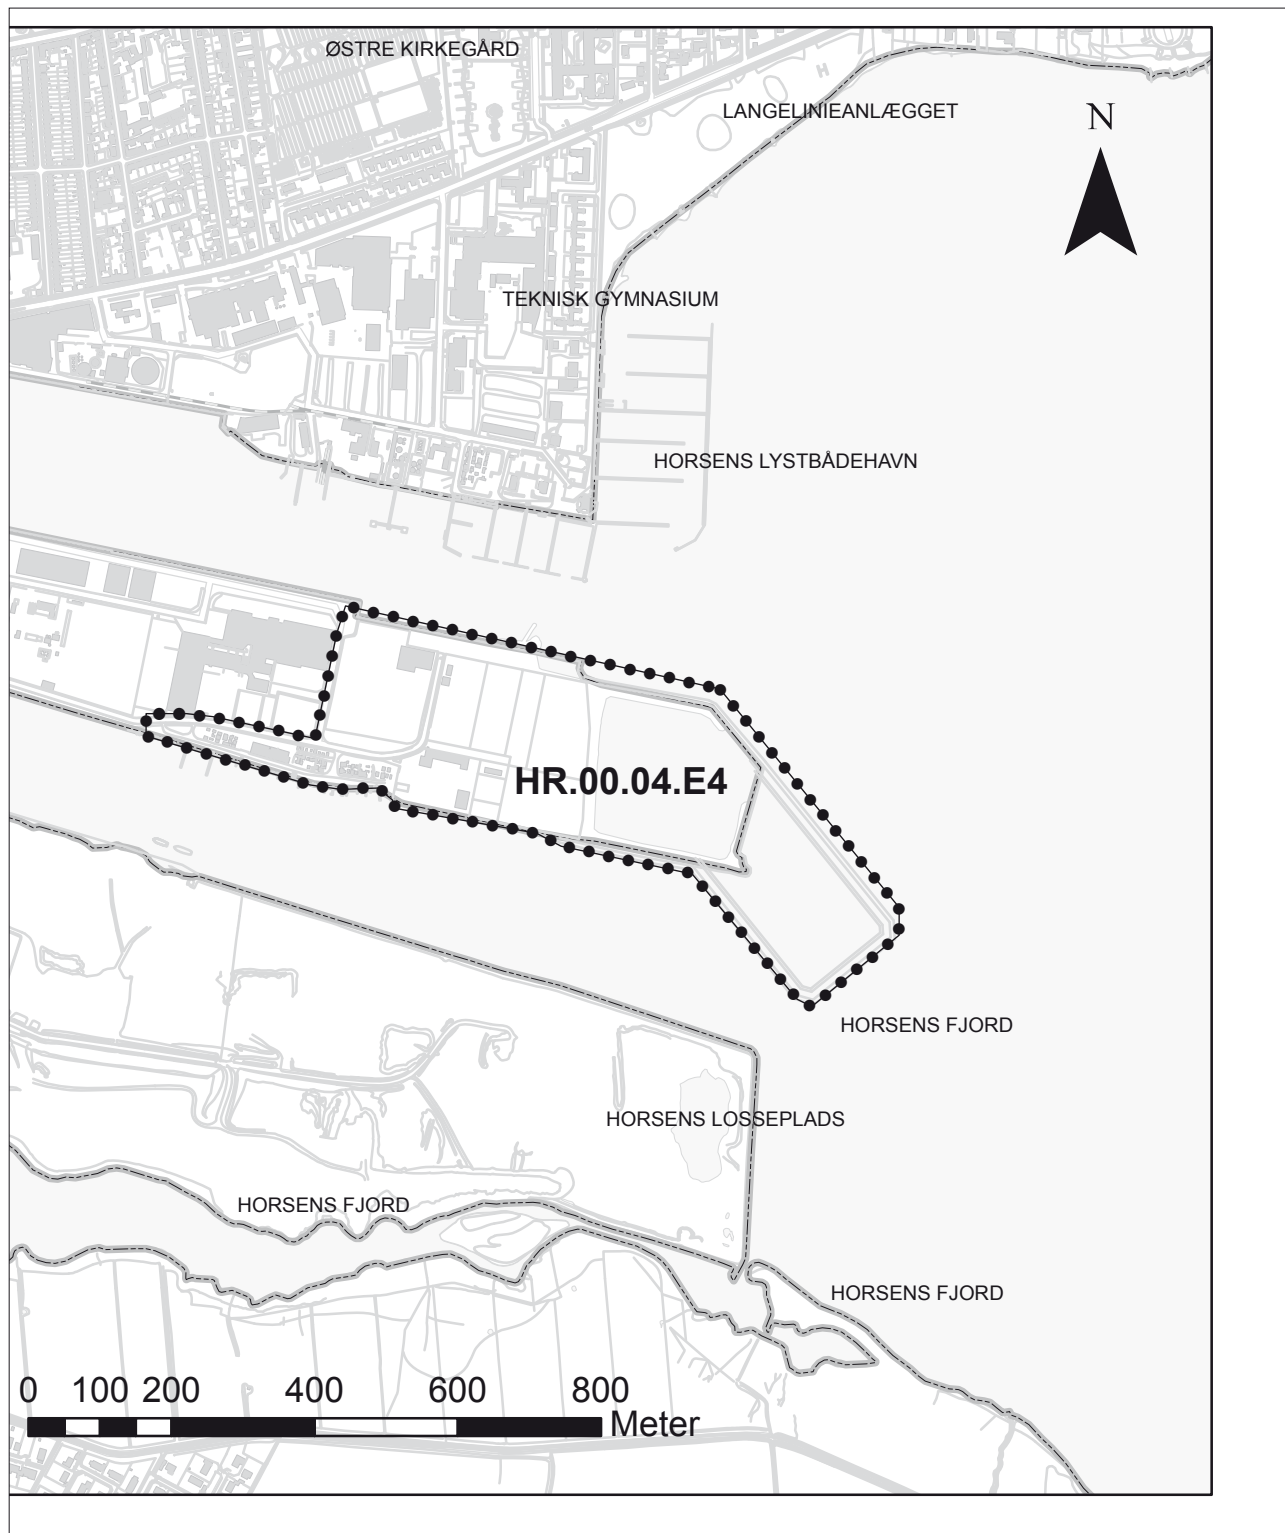 ØSTRE KIRKEGÅRD
LANGELINIEANLÆGGET
N
TEKNISK GYMNASIUM
HORSENS LYSTBÅDEHAVN
HR.00.04.E4
HORSENS FJORD
HORSENS LOSSEPLADS
HORSENS FJORD
HORSENS FJORD
0 100 200 400 600 800
Meter